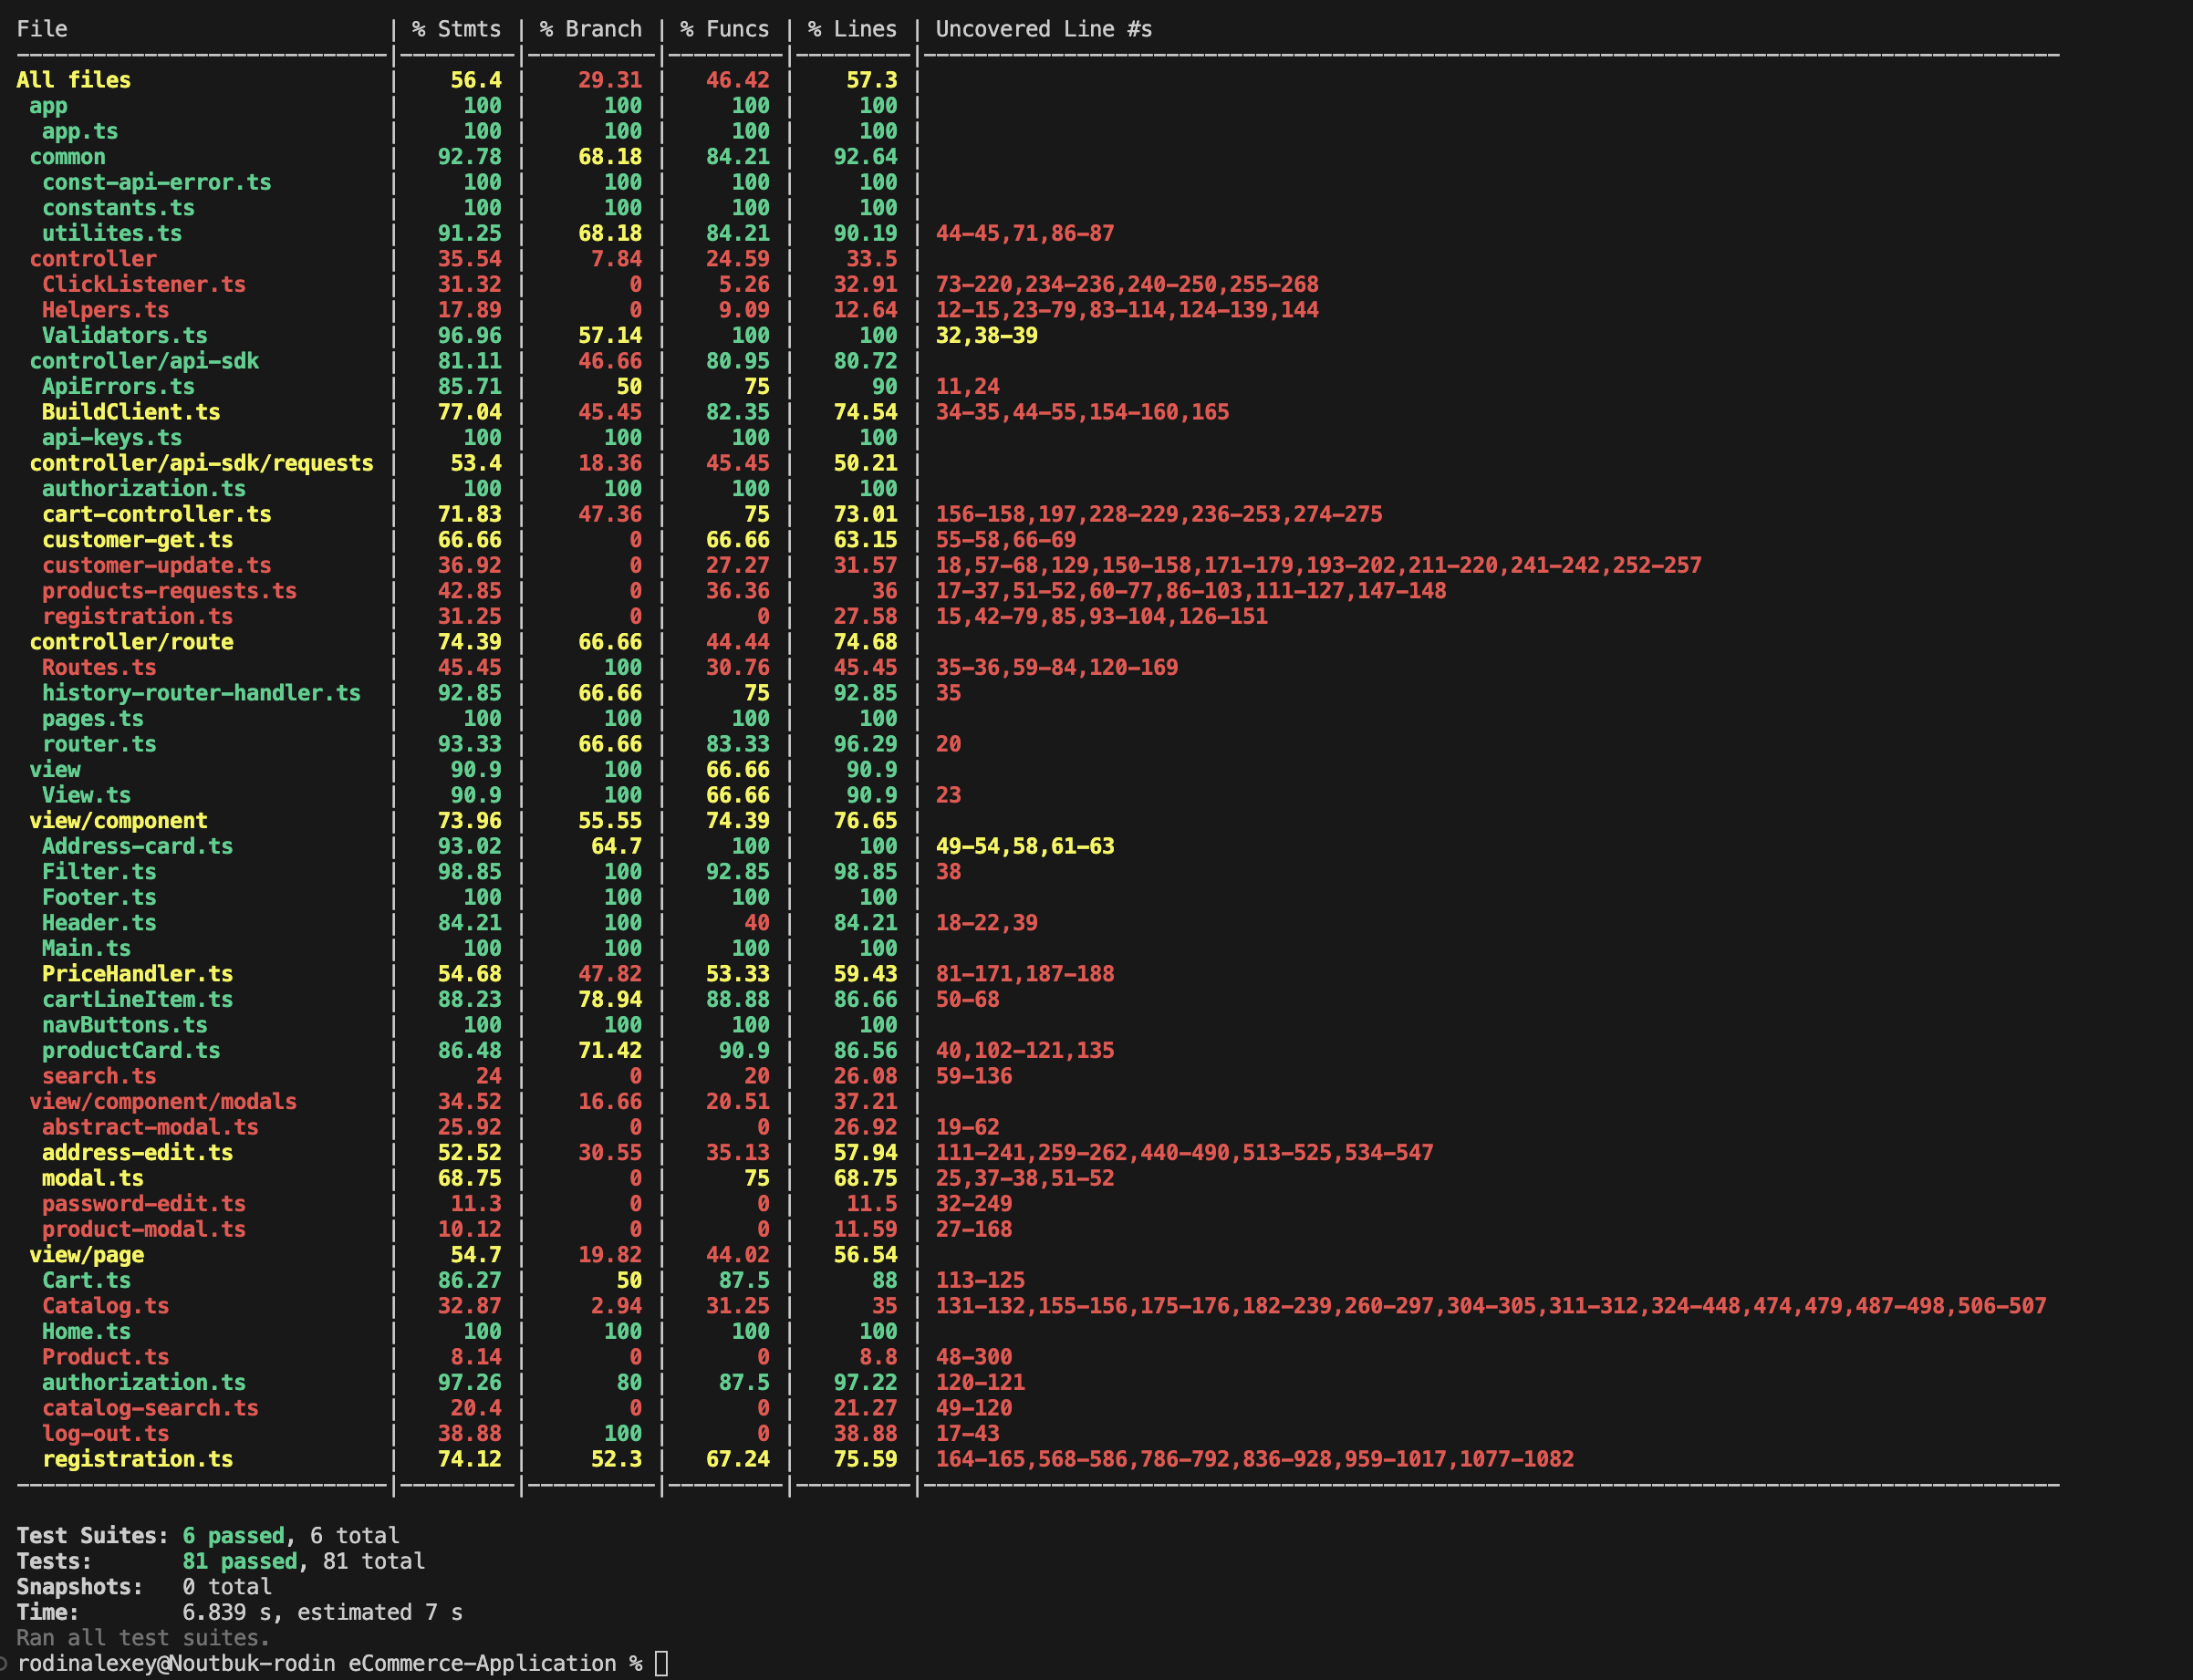 File | % Stmts | % Branch | % Funcs | % Lines | Uncovered Line #s
-----------------------------|---------|----------|---------|---------|-----------------------------------------------------------------------------------------
All files | 56.4 | 29.31 | 46.42 | 57.3 |
app | 100 | 100 | 100 | 100 |
app.ts | 100 | 100 | 100 | 100 |
common | 92.78 | 68.18 | 84.21 | 92.64 |
const-api-error.ts | 100 | 100 | 100 | 100 |
constants.ts | 100 | 100 | 100 | 100 |
utilites.ts | 91.25 | 68.18 | 84.21 | 90.19 | 44-45,71,86-87
controller | 35.54 | 7.84 | 24.59 | 33.5 |
ClickListener.ts | 31.32 | 0 | 5.26 | 32.91 | 73-220,234-236,240-250,255-268
Helpers.ts | 17.89 | 0 | 9.09 | 12.64 | 12-15,23-79,83-114,124-139,144
Validators.ts | 96.96 | 57.14 | 100 | 100 | 32,38-39
controller/api-sdk | 81.11 | 46.66 | 80.95 | 80.72 |
ApiErrors.ts | 85.71 | 50 | 75 | 90 | 11,24
BuildClient.ts | 77.04 | 45.45 | 82.35 | 74.54 | 34-35,44-55,154-160,165
api-keys.ts | 100 | 100 | 100 | 100 |
controller/api-sdk/requests | 53.4 | 18.36 | 45.45 | 50.21 |
authorization.ts | 100 | 100 | 100 | 100 |
cart-controller.ts | 71.83 | 47.36 | 75 | 73.01 | 156-158,197,228-229,236-253,274-275
customer-get.ts | 66.66 | 0 | 66.66 | 63.15 | 55-58,66-69
customer-update.ts | 36.92 | 0 | 27.27 | 31.57 | 18,57-68,129,150-158,171-179,193-202,211-220,241-242,252-257
products-requests.ts | 42.85 | 0 | 36.36 | 36 | 17-37,51-52,60-77,86-103,111-127,147-148
registration.ts | 31.25 | 0 | 0 | 27.58 | 15,42-79,85,93-104,126-151
controller/route | 74.39 | 66.66 | 44.44 | 74.68 |
Routes.ts | 45.45 | 100 | 30.76 | 45.45 | 35-36,59-84,120-169
history-router-handler.ts | 92.85 | 66.66 | 75 | 92.85 | 35
pages.ts | 100 | 100 | 100 | 100 |
router.ts | 93.33 | 66.66 | 83.33 | 96.29 | 20
view | 90.9 | 100 | 66.66 | 90.9 |
View.ts | 90.9 | 100 | 66.66 | 90.9 | 23
view/component | 73.96 | 55.55 | 74.39 | 76.65 |
Address-card.ts | 93.02 | 64.7 | 100 | 100 | 49-54,58,61-63
Filter.ts | 98.85 | 100 | 92.85 | 98.85 | 38
Footer.ts | 100 | 100 | 100 | 100 |
Header.ts | 84.21 | 100 | 40 | 84.21 | 18-22,39
Main.ts | 100 | 100 | 100 | 100 |
PriceHandler.ts | 54.68 | 47.82 | 53.33 | 59.43 | 81-171,187-188
cartLineItem.ts | 88.23 | 78.94 | 88.88 | 86.66 | 50-68
navButtons.ts | 100 | 100 | 100 | 100 |
productCard.ts | 86.48 | 71.42 | 90.9 | 86.56 | 40,102-121,135
search.ts | 24 | 0 | 20 | 26.08 | 59-136
view/component/modals | 34.52 | 16.66 | 20.51 | 37.21 |
abstract-modal.ts | 25.92 | 0 | 0 | 26.92 | 19-62
address-edit.ts | 52.52 | 30.55 | 35.13 | 57.94 | 111-241,259-262,440-490,513-525,534-547
modal.ts | 68.75 | 0 | 75 | 68.75 | 25,37-38,51-52
password-edit.ts | 11.3 | 0 | 0 | 11.5 | 32-249
product-modal.ts | 10.12 | 0 | 0 | 11.59 | 27-168
view/page | 54.7 | 19.82 | 44.02 | 56.54 |
Cart.ts | 86.27 | 50 | 87.5 | 88 | 113-125
Catalog.ts | 32.87 | 2.94 | 31.25 | 35 | 131-132,155-156,175-176,182-239,260-297,304-305,311-312,324-448,474,479,487-498,506-507
Home.ts | 100 | 100 | 100 | 100 |
Product.ts | 8.14 | 0 | 0 | 8.8 | 48-300
authorization.ts | 97.26 | 80 | 87.5 | 97.22 | 120-121
catalog-search.ts | 20.4 | 0 | 0 | 21.27 | 49-120
log-out.ts | 38.88 | 100 | 0 | 38.88 | 17-43
registration.ts | 74.12 | 52.3 | 67.24 | 75.59 | 164-165,568-586,786-792,836-928,959-1017,1077-1082
-----------------------------|---------|----------|---------|---------|-----------------------------------------------------------------------------------------
Test Suites: 6 passed, 6 total
Tests: 81 passed, 81 total
Snapshots: 0 total
Time: 6.839 s, estimated 7 s
Ran all test suites.
rodinalexey@Noutbuk-rodin eCommerce-Application %